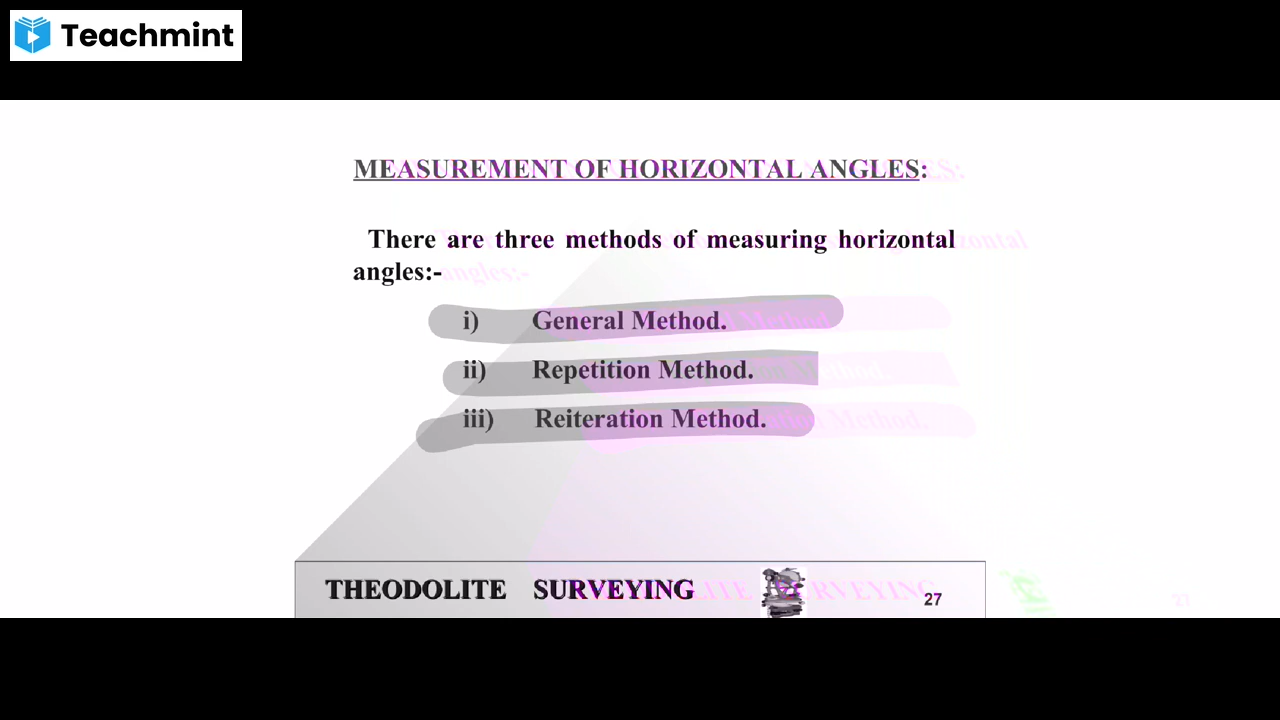 Teachmint
MEASUREMENT OF HORIZONTAL ANGLES:
There are three methods of measuring horizontal
angles:-
i) General Method.
ii) Repetition Method.
iii) Reiteration Method.
THEODOLITE SURVEYING
27